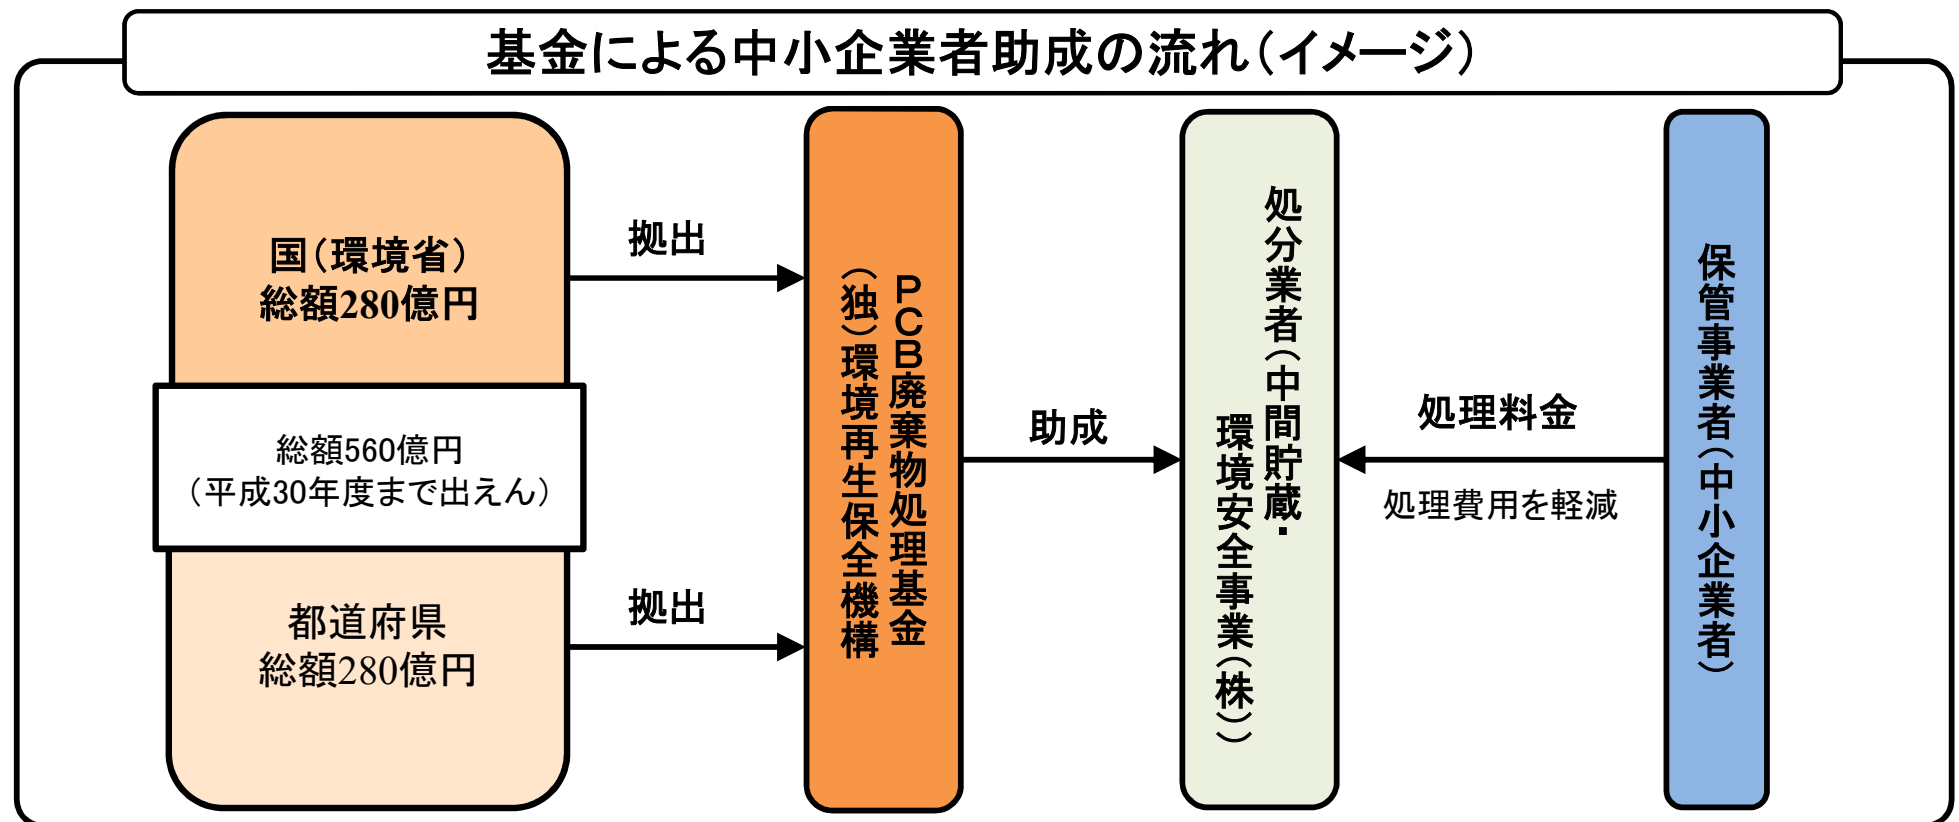 基金による中小企業者助成の流れ（イメージ）
国（環境省）
総額280億円
総額560億円
（平成30年度まで出えん）
都道府県
総額280億円
拠出
拠出
ＰＣＢ廃棄物処理基金
（独）環境再生保全機構
助成
処分業者（中間貯蔵・
環境安全事業（株））
処理料金
処理費用を軽減
保管事業者（中小企業者）